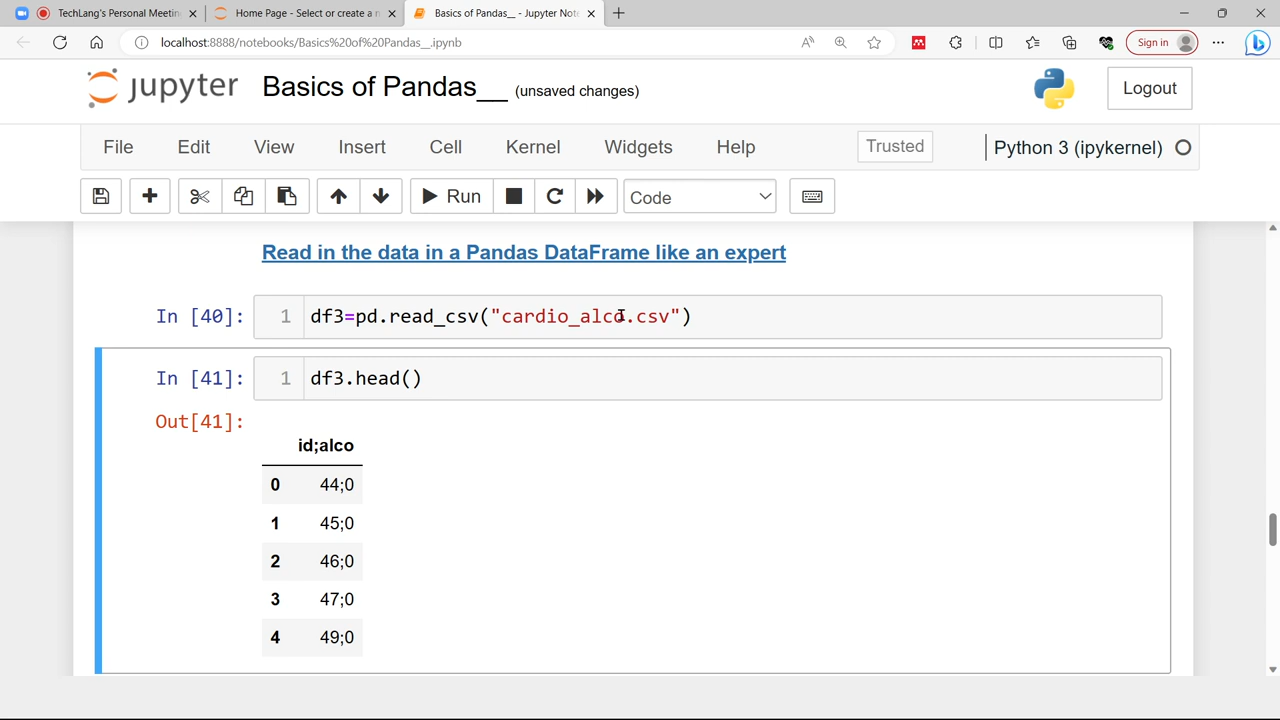 TechLang's Personal Meetin
Home Page - Select or create a n
Basics of Pandas__ - Jupyter Note
localhost:8888/notebooks/Basics%20of%20Pandas__.ipynb
Sign in
jupyter Basics of Pandas__ (unsaved changes)
Logout
File Edit View Insert Cell Kernel Widgets Help Trusted Python 3 (ipykernel)
Run Code
Read in the data in a Pandas DataFrame like an expert
In [40]: 1 df3=pd.read_csv("cardio_alco.csv")
In [41]: 1 df3.head()
Out[41]:
id;alco
0 44;0
1 45;0
2 46;0
3 47;0
4 49;0